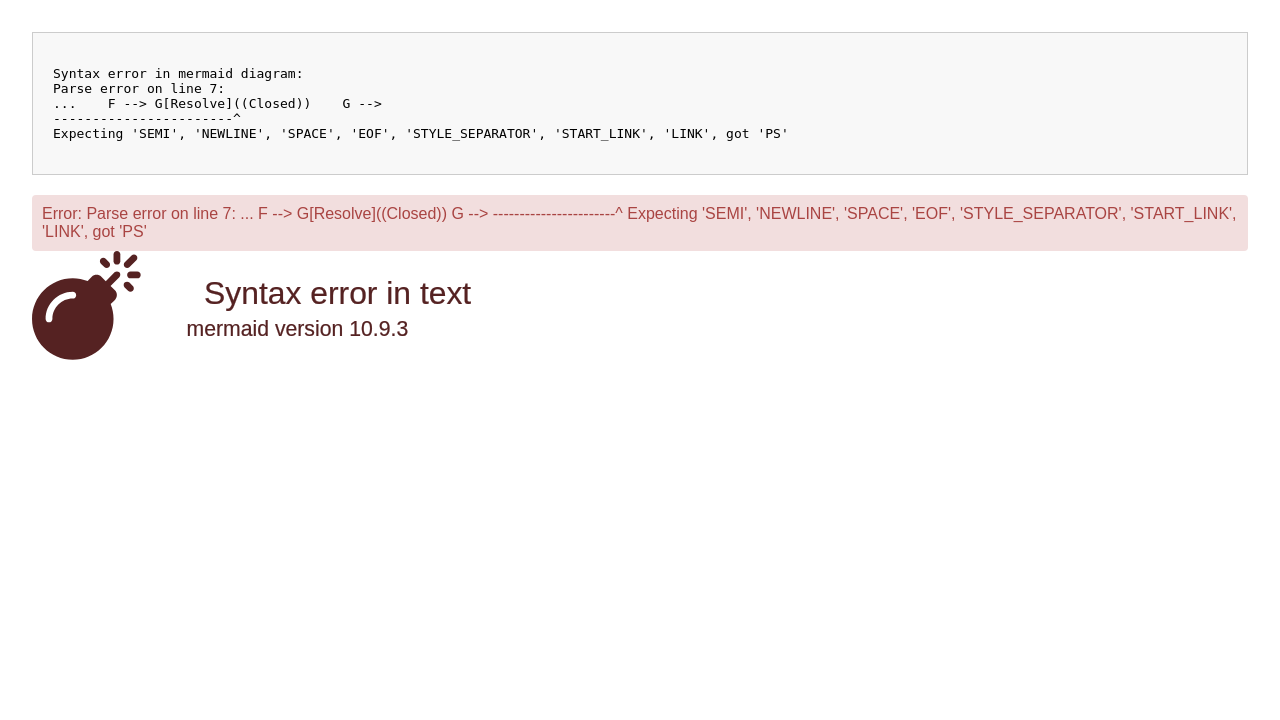 Syntax error in mermaid diagram:
Parse error on line 7:
...    F --> G[Resolve]((Closed))    G -->
-----------------------^
Expecting 'SEMI', 'NEWLINE', 'SPACE', 'EOF', 'STYLE_SEPARATOR', 'START_LINK', 'LINK', got 'PS'
Error: Parse error on line 7: ... F --> G[Resolve]((Closed)) G --> -----------------------^ Expecting 'SEMI', 'NEWLINE', 'SPACE', 'EOF', 'STYLE_SEPARATOR', 'START_LINK',
'LINK', got 'PS'
Syntax error in text
mermaid version 10.9.3